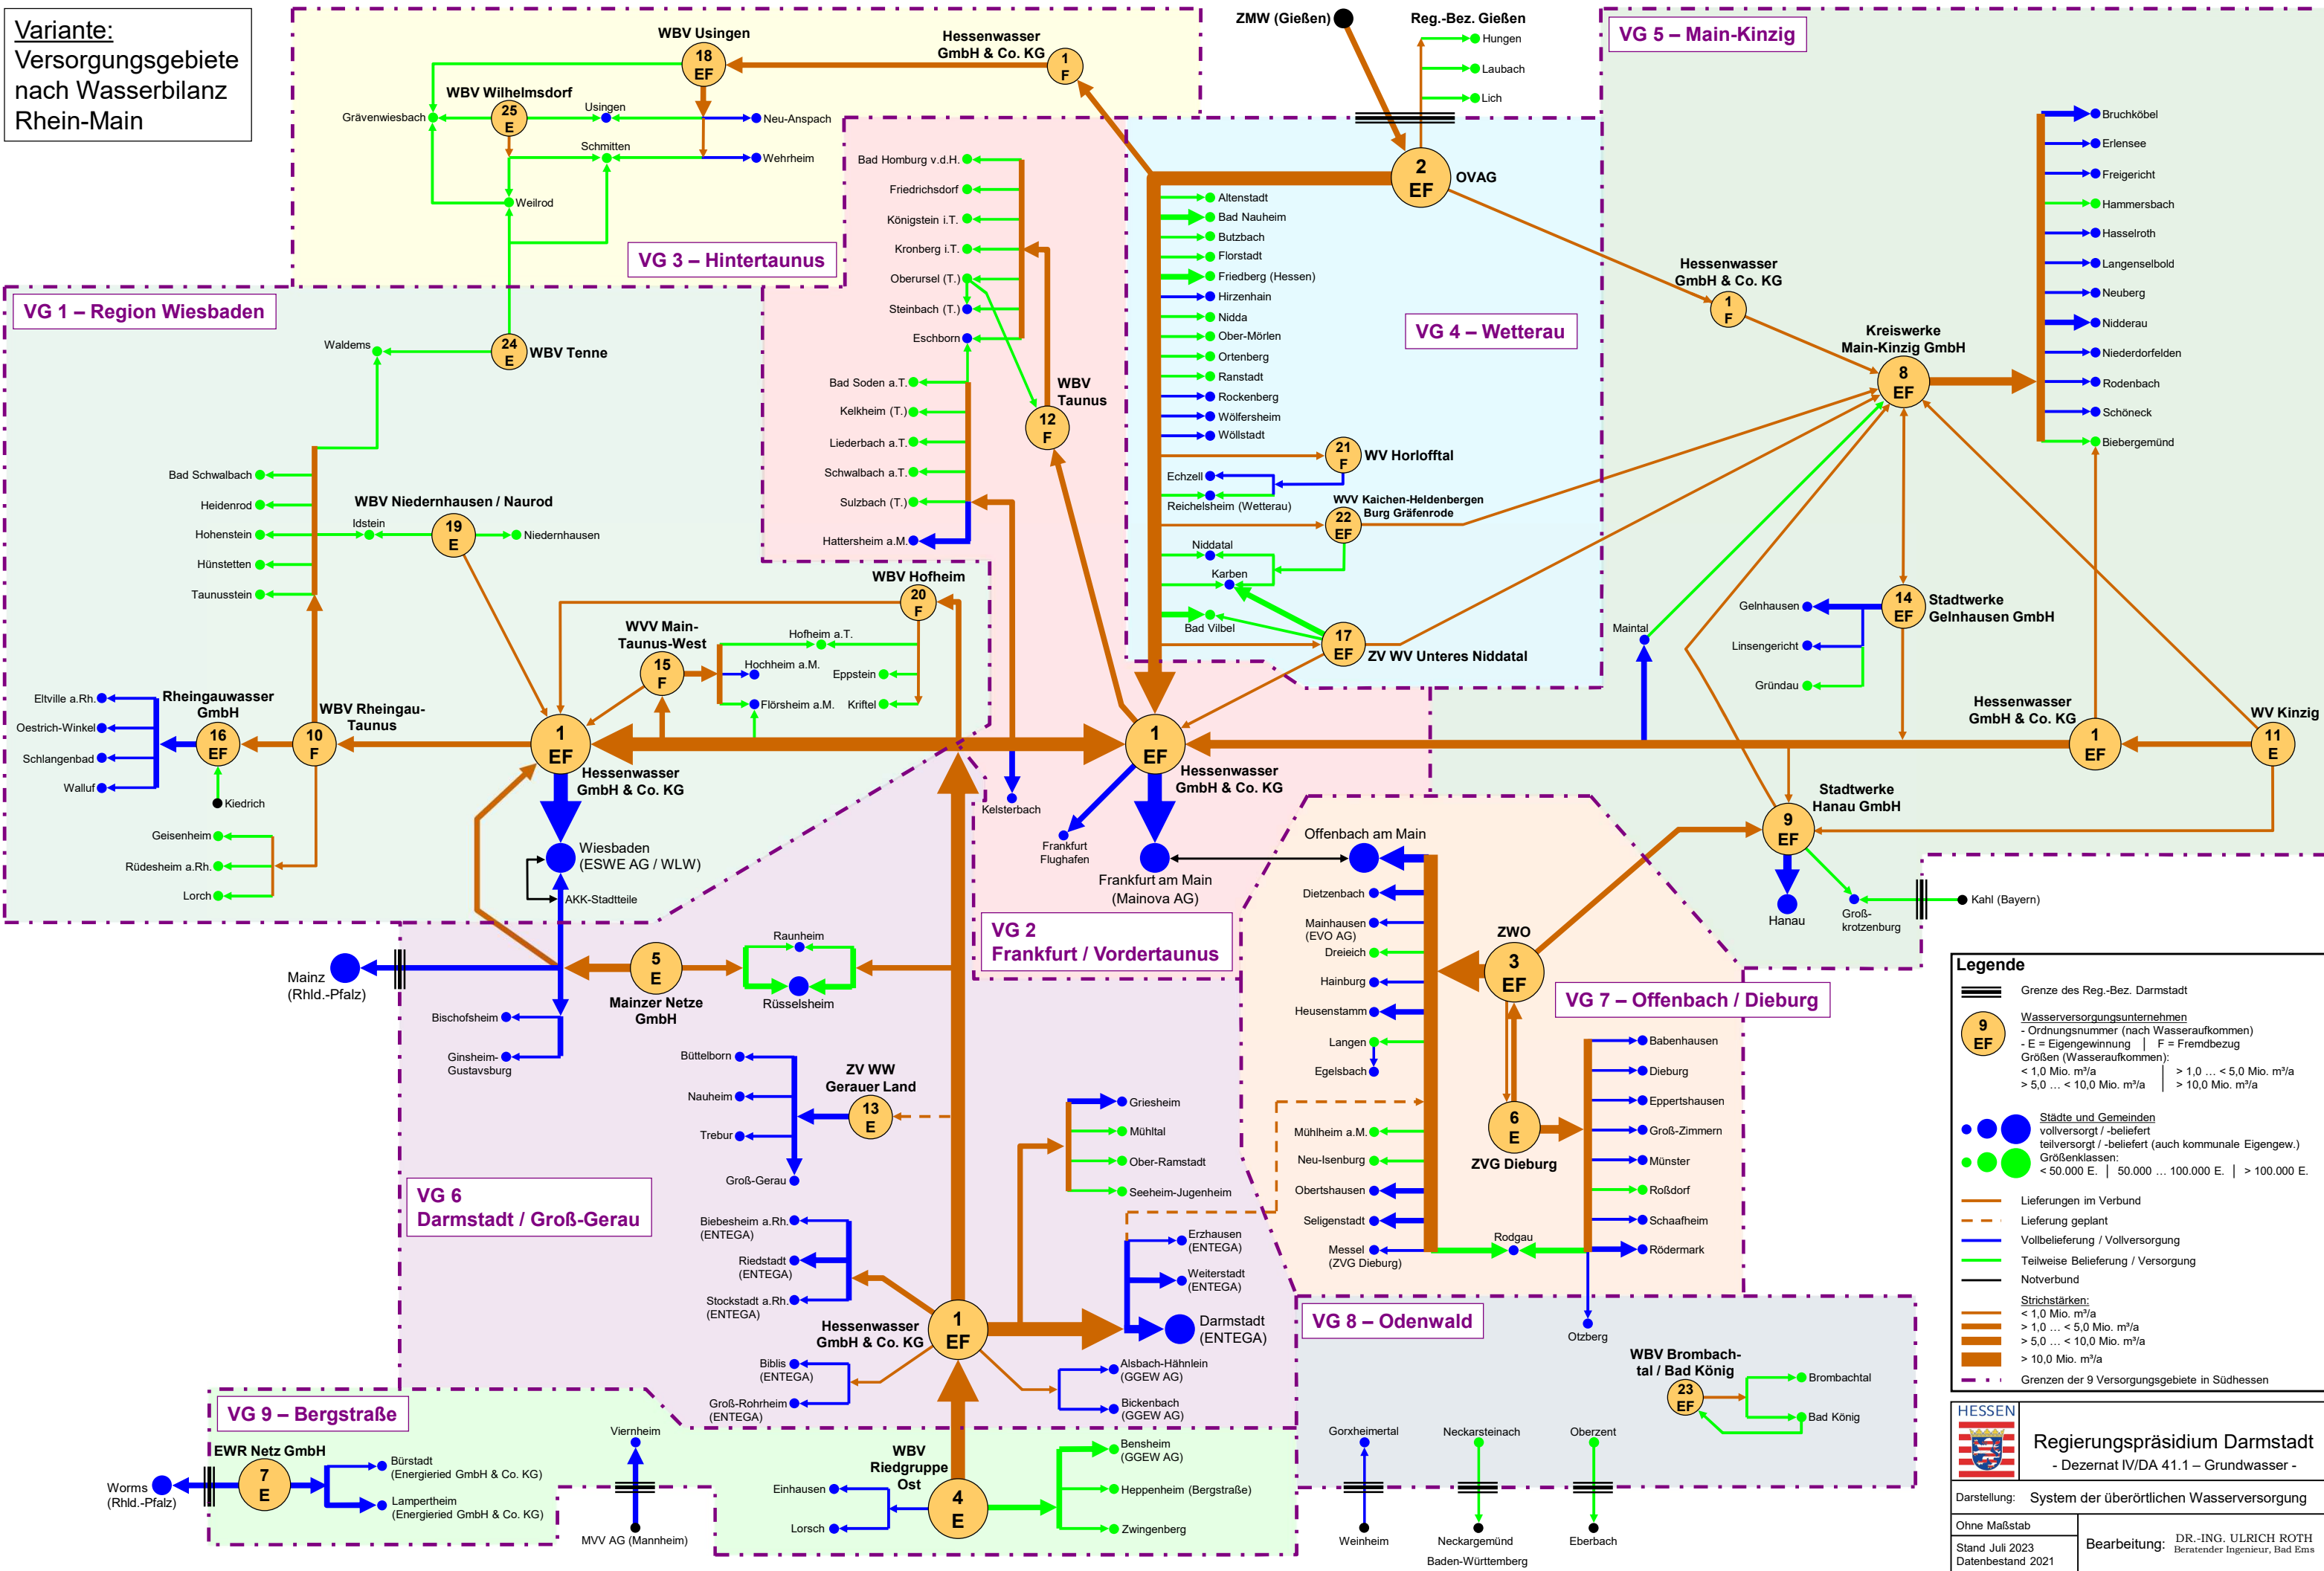 Variante:
Versorgungsgebiete
nach Wasserbilanz
Rhein-Main
VG 3 – Hintertaunus
WBV Usingen
18
EF
Hessenwasser
GmbH & Co. KG
1
F
WBV Wilhelmsdorf
25
E
Grävenwiesbach
Usingen
Neu-Anspach
Schmitten
Wehrheim
Weilrod
ZMW (Gießen)
Reg.-Bez. Gießen
Hungen
Laubach
Lich
2
EF
OVAG
VG 1 – Region Wiesbaden
Waldems
24
E
WBV Tenne
Bad Schwalbach
Heidenrod
Hohenstein
Hünstetten
Taunusstein
WBV Niedernhausen / Naurod
Idstein
19
E
Niedernhausen
WBV Hofheim
20
F
WVV Main-
Taunus-West
15
F
Hofheim a.T.
Hochheim a.M.
Eppstein
Flörsheim a.M.
Kriftel
Eltville a.Rh.
Oestrich-Winkel
Schlangenbad
Walluf
Rheingauwasser
GmbH
16
EF
Kiedrich
WBV Rheingau-
Taunus
10
F
Geisenheim
Rüdesheim a.Rh.
Lorch
1
EF
Hessenwasser
GmbH & Co. KG
Wiesbaden
(ESWE AG / WLW)
AKK-Stadtteile
Bad Homburg v.d.H.
Friedrichsdorf
Königstein i.T.
Kronberg i.T.
Oberursel (T.)
Steinbach (T.)
Eschborn
Bad Soden a.T.
Kelkheim (T.)
Liederbach a.T.
Schwalbach a.T.
Sulzbach (T.)
Hattersheim a.M.
WBV
Taunus
12
F
1
EF
Hessenwasser
GmbH & Co. KG
Kelsterbach
Frankfurt
Flughafen
Frankfurt am Main
(Mainova AG)
VG 2
Frankfurt / Vordertaunus
VG 4 – Wetterau
Altenstadt
Bad Nauheim
Butzbach
Florstadt
Friedberg (Hessen)
Hirzenhain
Nidda
Ober-Mörlen
Ortenberg
Ranstadt
Rockenberg
Wölfersheim
Wöllstadt
21
F
WV Horlofftal
Echzell
Reichelsheim (Wetterau)
WVV Kaichen-Heldenbergen
Burg Gräfenrode
22
EF
Niddatal
Karben
Bad Vilbel
17
EF
ZV WV Unteres Niddatal
VG 5 – Main-Kinzig
Hessenwasser
GmbH & Co. KG
1
F
Kreiswerke
Main-Kinzig GmbH
8
EF
Bruchköbel
Erlensee
Freigericht
Hammersbach
Hasselroth
Langenselbold
Neuberg
Nidderau
Niederdorfelden
Rodenbach
Schöneck
Biebergemünd
Maintal
Gelnhausen
Linsengericht
Gründau
14
EF
Stadtwerke
Gelnhausen GmbH
Hessenwasser
GmbH & Co. KG
1
EF
WV Kinzig
11
E
Stadtwerke
Hanau GmbH
9
EF
Hanau
Groß-
krotzenburg
Kahl (Bayern)
Mainz
(Rhld.-Pfalz)
5
E
Mainzer Netze
GmbH
Raunheim
Rüsselsheim
Bischofsheim
Ginsheim-
Gustavsburg
Büttelborn
Nauheim
Trebur
Groß-Gerau
ZV WW
Gerauer Land
13
E
VG 6
Darmstadt / Groß-Gerau
Griesheim
Mühltal
Ober-Ramstadt
Seeheim-Jugenheim
Biebesheim a.Rh.
(ENTEGA)
Riedstadt
(ENTEGA)
Stockstadt a.Rh.
(ENTEGA)
Erzhausen
(ENTEGA)
Weiterstadt
(ENTEGA)
Darmstadt
(ENTEGA)
Hessenwasser
GmbH & Co. KG
1
EF
Biblis
(ENTEGA)
Groß-Rohrheim
(ENTEGA)
Alsbach-Hähnlein
(GGEW AG)
Bickenbach
(GGEW AG)
Offenbach am Main
Dietzenbach
Mainhausen
(EVO AG)
Dreieich
Hainburg
Heusenstamm
Langen
Egelsbach
Mühlheim a.M.
Neu-Isenburg
Obertshausen
Seligenstadt
Messel
(ZVG Dieburg)
ZWO
3
EF
VG 7 – Offenbach / Dieburg
6
E
ZVG Dieburg
Rodgau
Babenhausen
Dieburg
Eppertshausen
Groß-Zimmern
Münster
Roßdorf
Schaafheim
Rödermark
Otzberg
VG 8 – Odenwald
WBV Brombach-
tal / Bad König
23
EF
Brombachtal
Bad König
Gorxheimertal
Neckarsteinach
Oberzent
Weinheim
Neckargemünd
Eberbach
Baden-Württemberg
VG 9 – Bergstraße
EWR Netz GmbH
7
E
Worms
(Rhld.-Pfalz)
Bürstadt
(Energieried GmbH & Co. KG)
Lampertheim
(Energieried GmbH & Co. KG)
Viernheim
MVV AG (Mannheim)
WBV
Riedgruppe
Ost
4
E
Einhausen
Lorsch
Bensheim
(GGEW AG)
Heppenheim (Bergstraße)
Zwingenberg
Legende
Grenze des Reg.-Bez. Darmstadt
9
EF
Wasserversorgungsunternehmen
- Ordnungsnummer (nach Wasseraufkommen)
- E = Eigengewinnung | F = Fremdbezug
Größen (Wasseraufkommen):
< 1,0 Mio. m³/a | > 1,0 ... < 5,0 Mio. m³/a
> 5,0 ... < 10,0 Mio. m³/a | > 10,0 Mio. m³/a
Städte und Gemeinden
vollversorgt / -beliefert
teilversorgt / -beliefert (auch kommunale Eigengew.)
Größenklassen:
< 50.000 E. | 50.000 ... 100.000 E. | > 100.000 E.
Lieferungen im Verbund
Lieferung geplant
Vollbelieferung / Vollversorgung
Teilweise Belieferung / Versorgung
Notverbund
Strichstärken:
< 1,0 Mio. m³/a
> 1,0 ... < 5,0 Mio. m³/a
> 5,0 ... < 10,0 Mio. m³/a
> 10,0 Mio. m³/a
Grenzen der 9 Versorgungsgebiete in Südhessen
HESSEN
Regierungspräsidium Darmstadt
- Dezernat IV/DA 41.1 – Grundwasser -
Darstellung: System der überörtlichen Wasserversorgung
Ohne Maßstab
Stand Juli 2023
Datenbestand 2021
Bearbeitung: DR.-ING. ULRICH ROTH
Beratender Ingenieur, Bad Ems